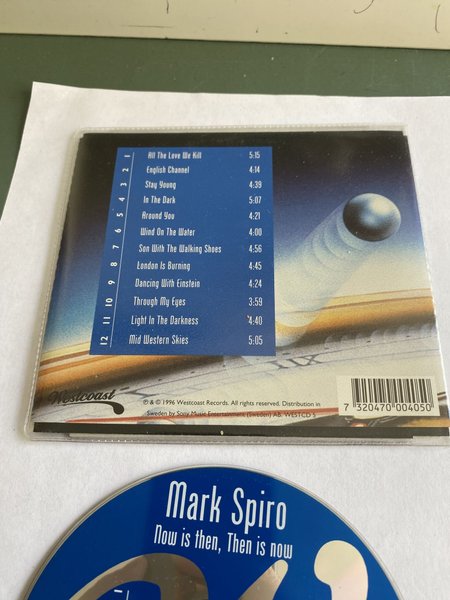 1 All The Love We Kill 5:15
2 English Channel 4:14
3 Stay Young 4:39
4 In The Dark 5:07
5 Around You 4:21
6 Wind On The Water 4:00
7 Son With The Walking Shoes 4:56
8 London Is Burning 4:45
9 Dancing With Einstein 4:24
10 Through My Eyes 3:59
11 Light In The Darkness 4:40
12 Mid Western Skies 5:05
Westcoast
℗ & © 1996 Westcoast Records. All rights reserved. Distribution in
Sweden by Sony Music Entertainment (Sweden) AB. WESTCD 5
7 320470 004050
Mark Spiro
Now is then, Then is now